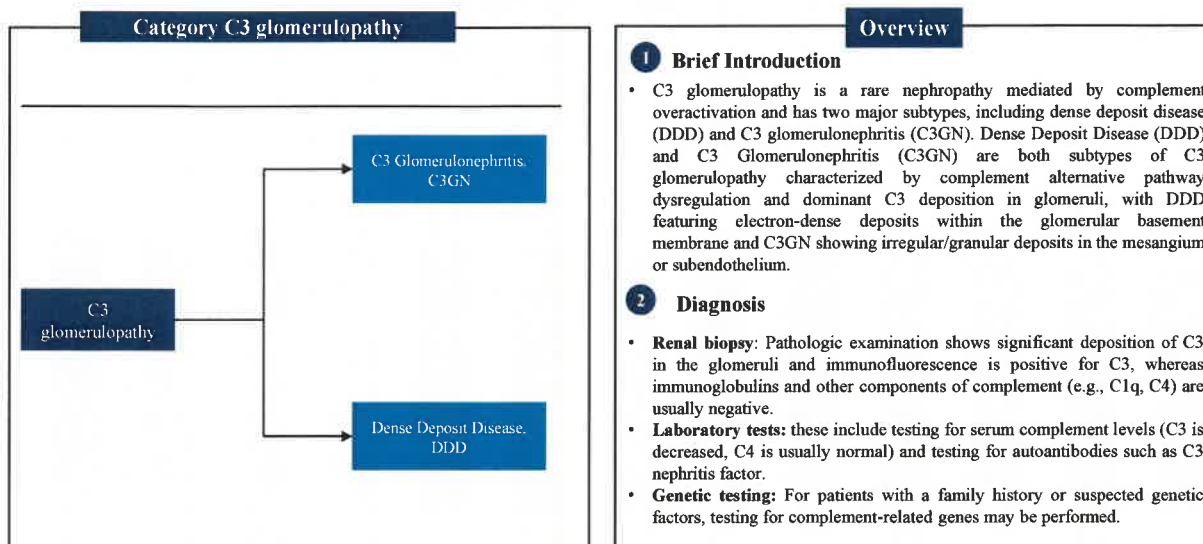 Category C3 glomerulopathy
C3 Glomerulonephritis,
C3GN
C3
glomerulopathy
Dense Deposit Disease,
DDD
Overview
1 Brief Introduction
• C3 glomerulopathy is a rare nephropathy mediated by complement
overactivation and has two major subtypes, including dense deposit disease
(DDD) and C3 glomerulonephritis (C3GN). Dense Deposit Disease (DDD)
and C3 Glomerulonephritis (C3GN) are both subtypes of C3
glomerulopathy characterized by complement alternative pathway
dysregulation and dominant C3 deposition in glomeruli, with DDD
featuring electron-dense deposits within the glomerular basement
membrane and C3GN showing irregular/granular deposits in the mesangium
or subendothelium.
2 Diagnosis
• Renal biopsy: Pathologic examination shows significant deposition of C3
in the glomeruli and immunofluorescence is positive for C3, whereas
immunoglobulins and other components of complement (e.g., C1q, C4) are
usually negative.
• Laboratory tests: these include testing for serum complement levels (C3 is
decreased, C4 is usually normal) and testing for autoantibodies such as C3
nephritis factor.
• Genetic testing: For patients with a family history or suspected genetic
factors, testing for complement-related genes may be performed.